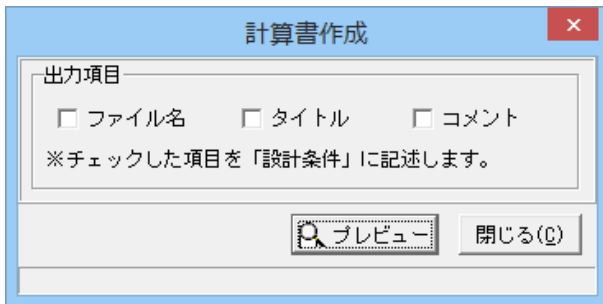 計算書作成
出力項目
ファイル名 タイトル コメント
※チェックした項目を「設計条件」に記述します。
プレビュー 閉じる(C)